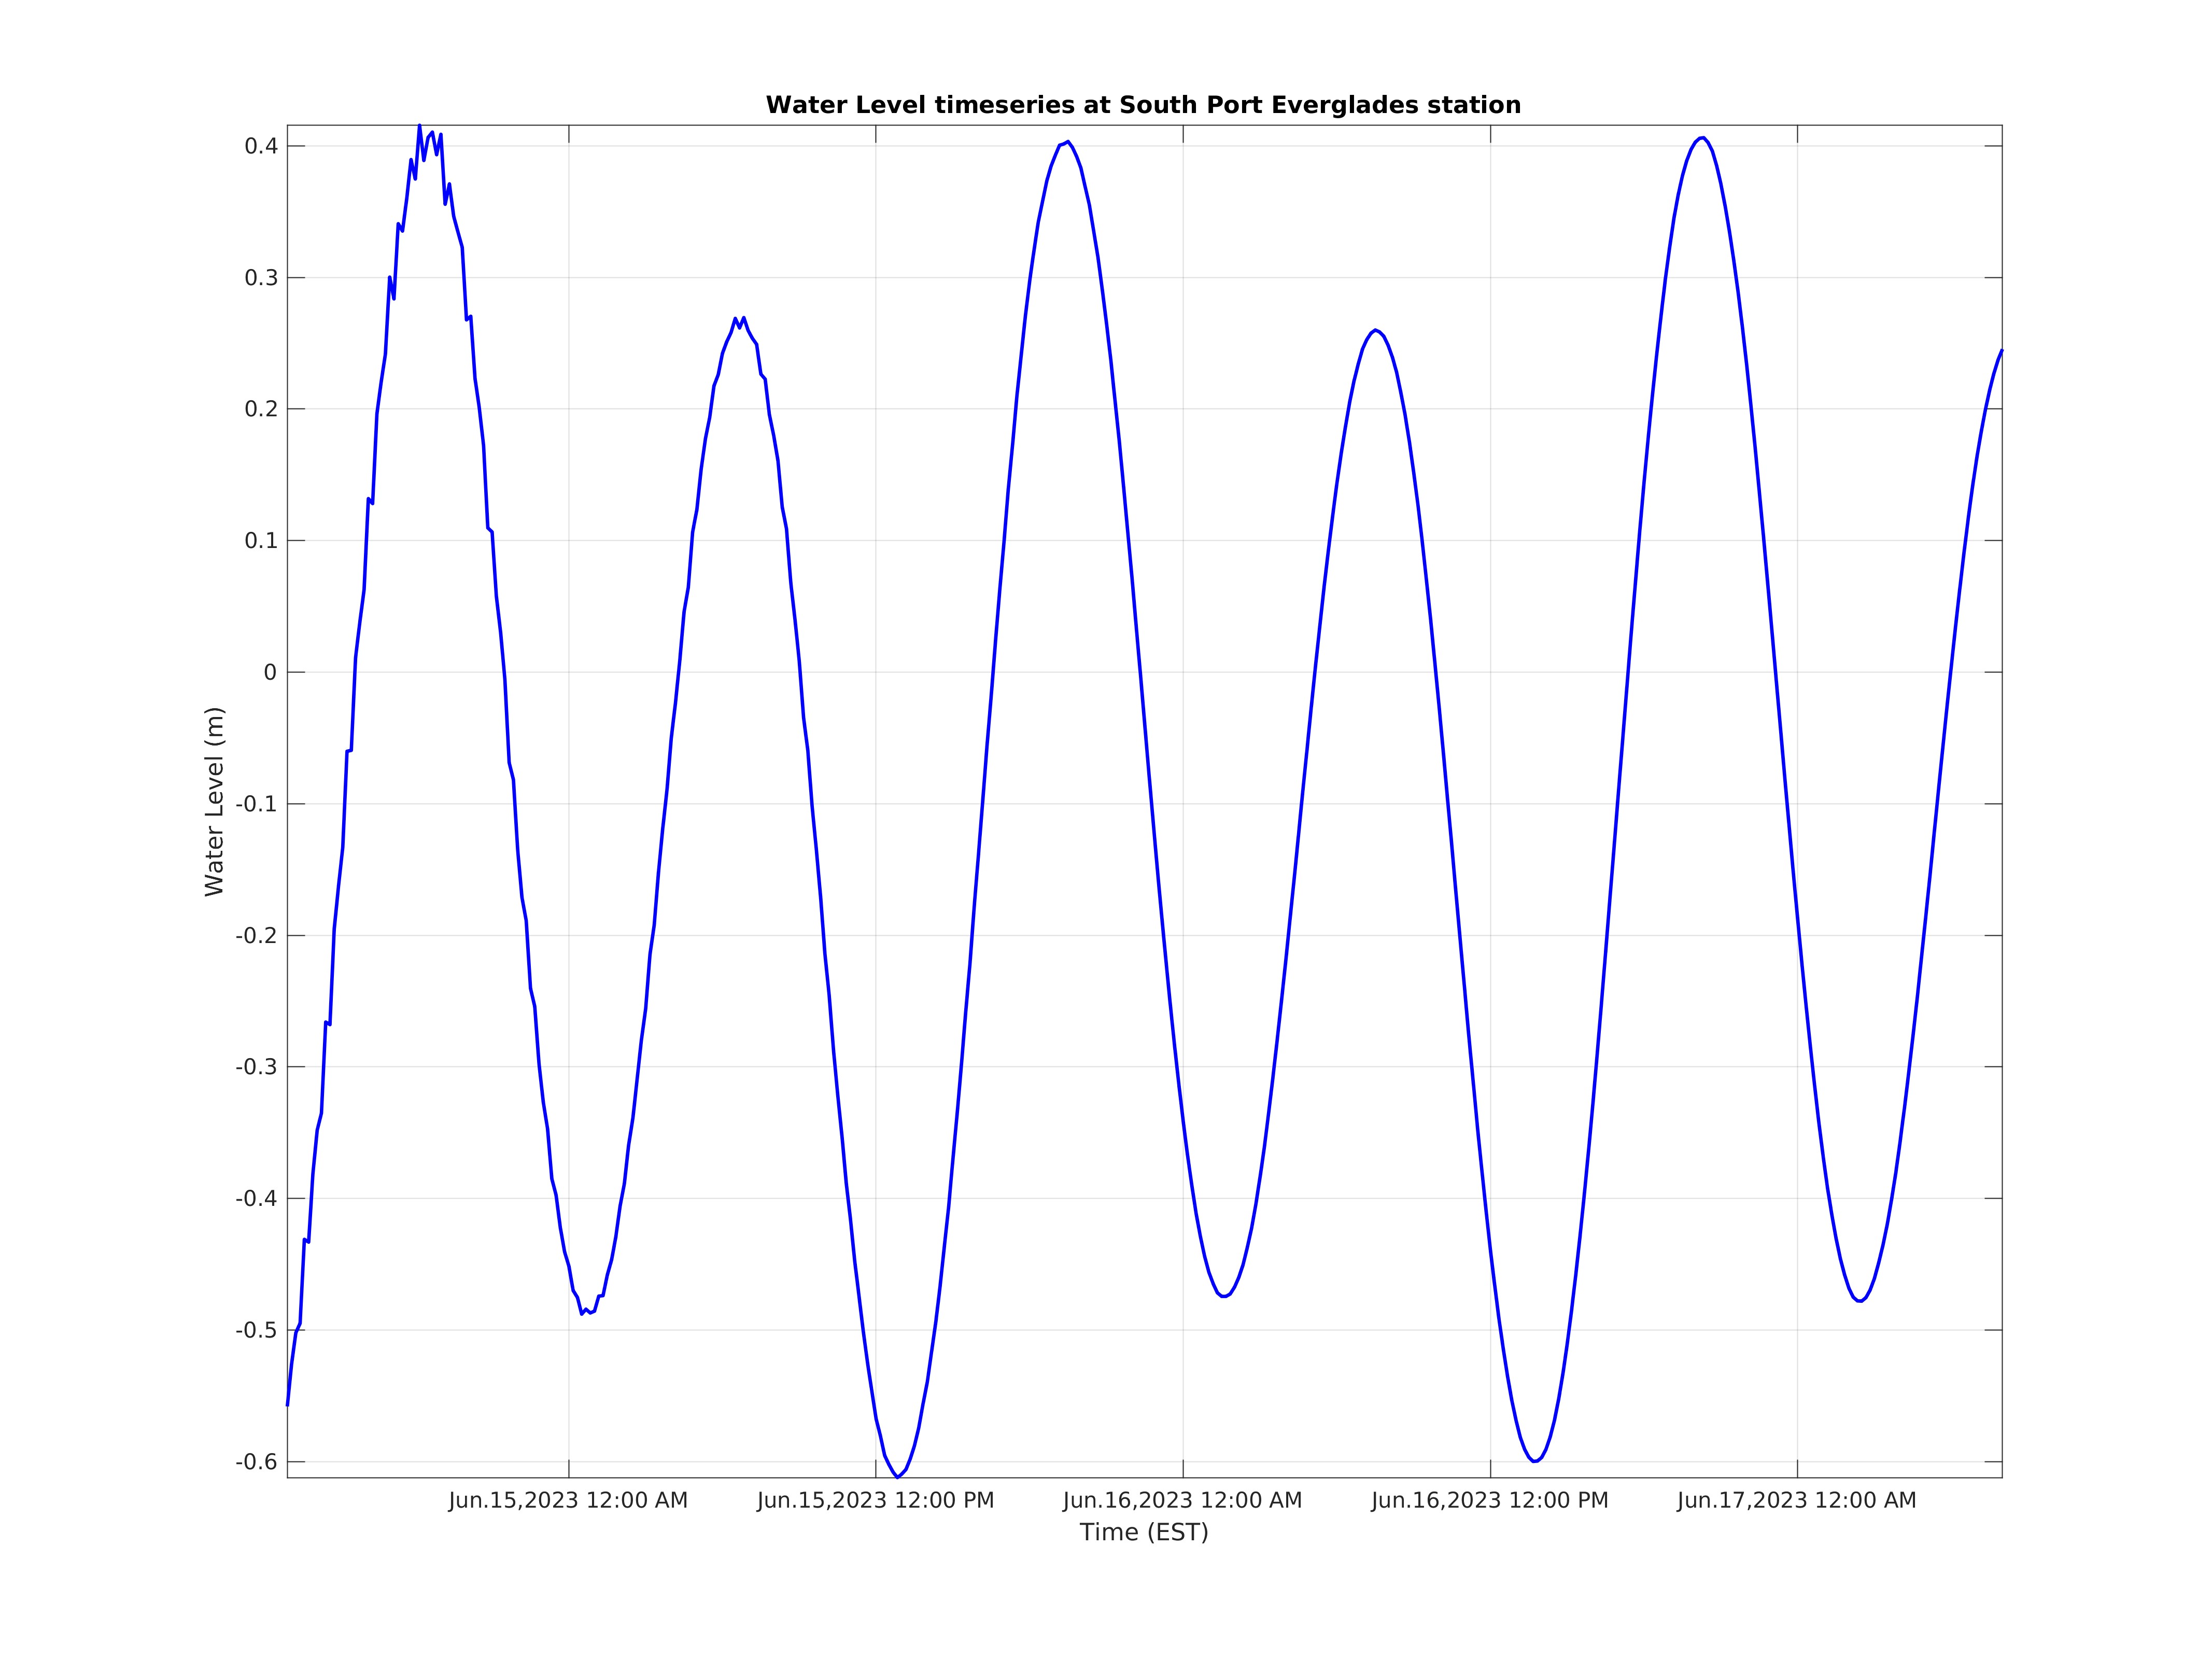 Water Level timeseries at South Port Everglades station
0.4
0.3
0.2
0.1
0
-0.1
-0.2
-0.3
-0.4
-0.5
-0.6
Water Level (m)
Jun.15,2023 12:00 AM Jun.15,2023 12:00 PM Jun.16,2023 12:00 AM Jun.16,2023 12:00 PM Jun.17,2023 12:00 AM
Time (EST)